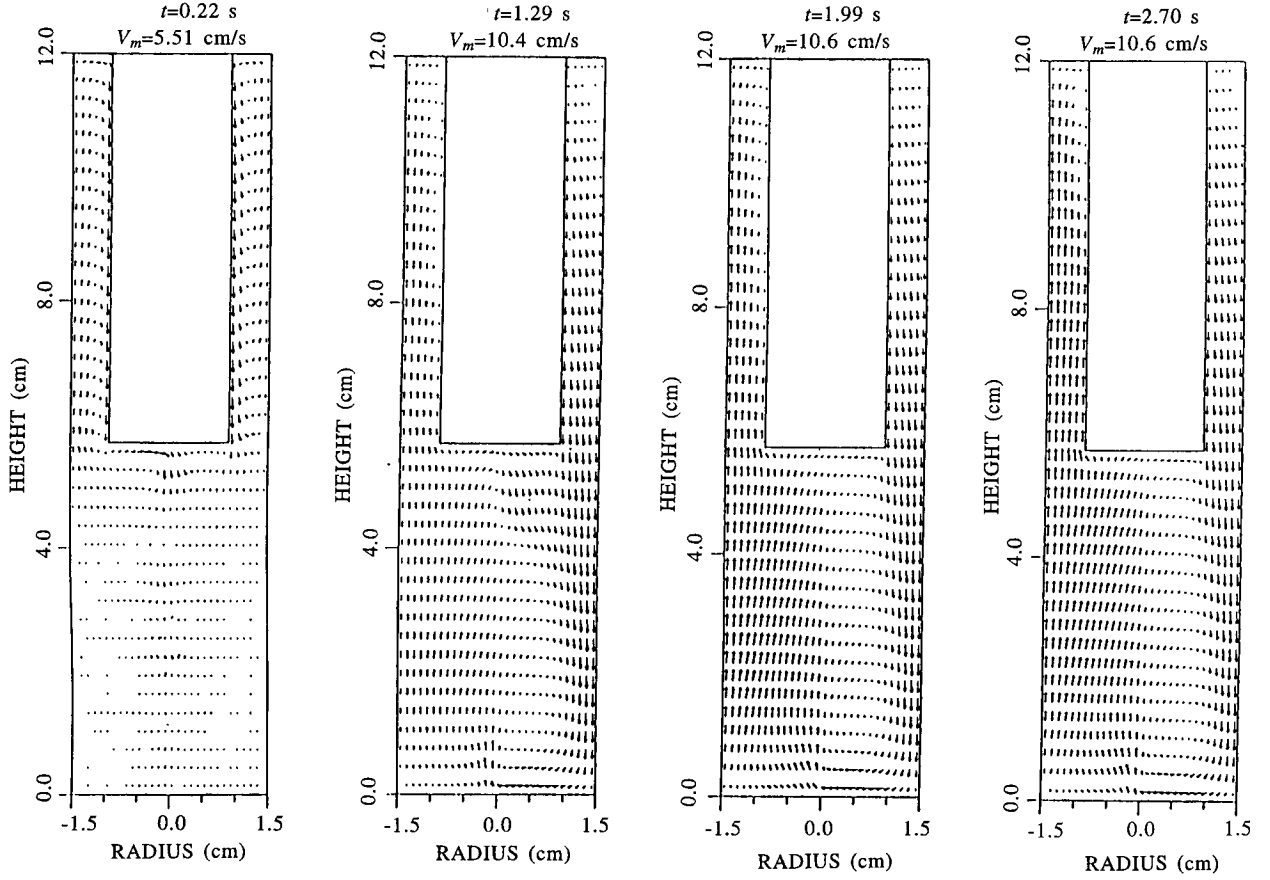 t=0.22 s
V_m=5.51 cm/s
12.0
8.0
4.0
0.0
HEIGHT (cm)
-1.5
0.0
1.5
RADIUS (cm)
t=1.29 s
V_m=10.4 cm/s
12.0
8.0
4.0
0.0
HEIGHT (cm)
-1.5
0.0
1.5
RADIUS (cm)
t=1.99 s
V_m=10.6 cm/s
12.0
8.0
4.0
0.0
HEIGHT (cm)
-1.5
0.0
1.5
RADIUS (cm)
t=2.70 s
V_m=10.6 cm/s
12.0
8.0
4.0
0.0
HEIGHT (cm)
-1.5
0.0
1.5
RADIUS (cm)